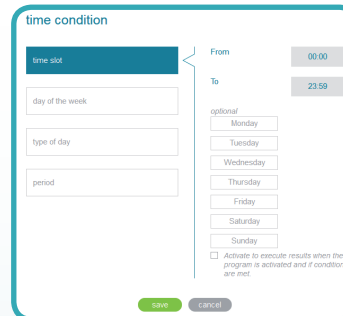 time condition
time slot
day of the week
type of day
period
From 00:00
To 23:59
optional
Monday
Tuesday
Wednesday
Thursday
Friday
Saturday
Sunday
Activate to execute results when the
program is activated and if condition
are met.
save cancel